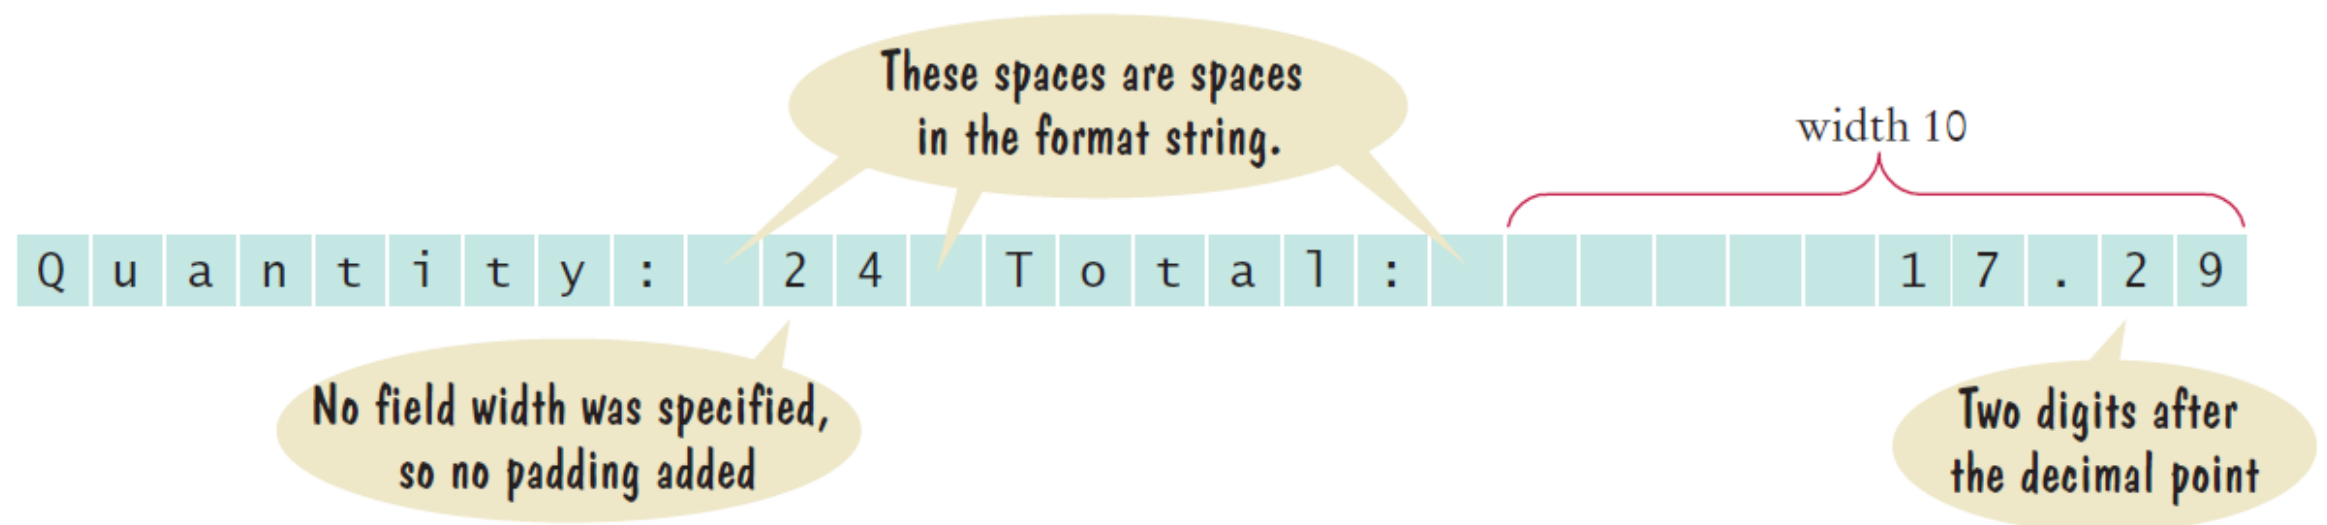 These spaces are spaces
in the format string.
width 10
Quantity: 24 Total:      17.29
No field width was specified,
so no padding added
Two digits after
the decimal point